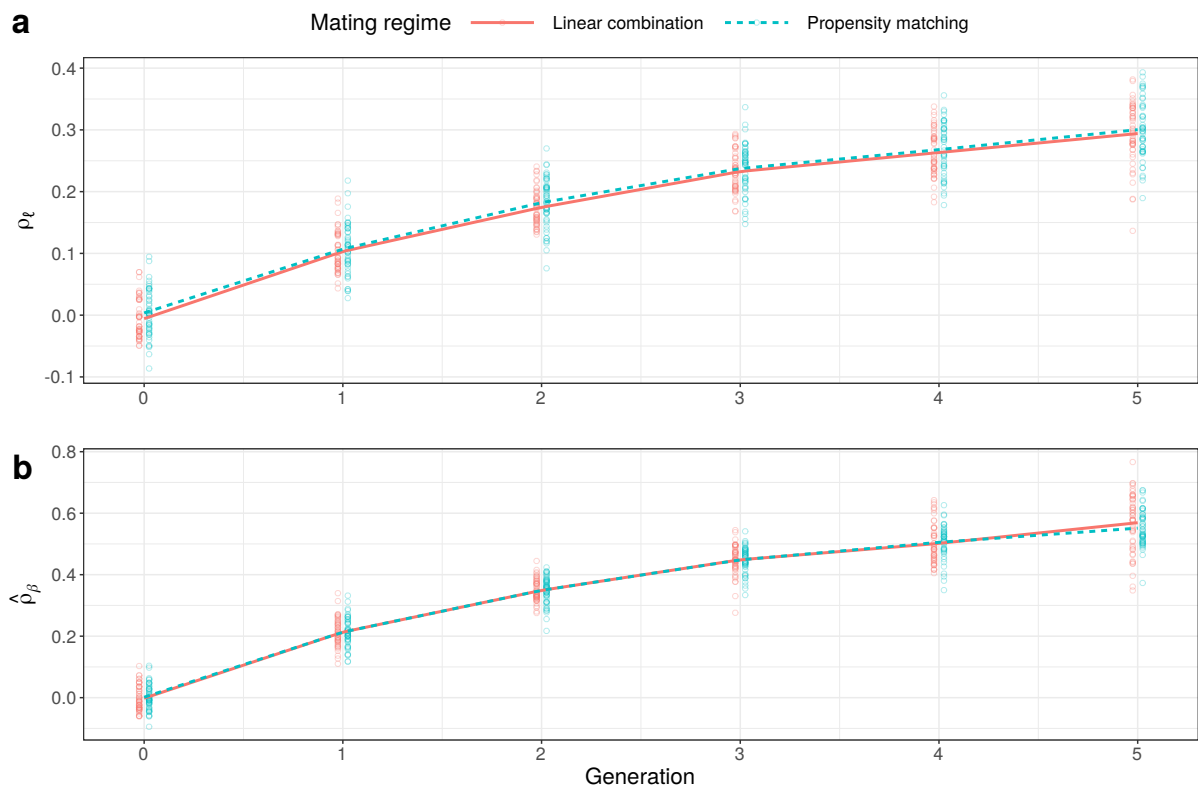 a
Mating regime Linear combination Propensity matching
ρℓ
0.4
0.3
0.2
0.1
0.0
-0.1
0 1 2 3 4 5
b
ρ̂β
0.8
0.6
0.4
0.2
0.0
0 1 2 3 4 5
Generation